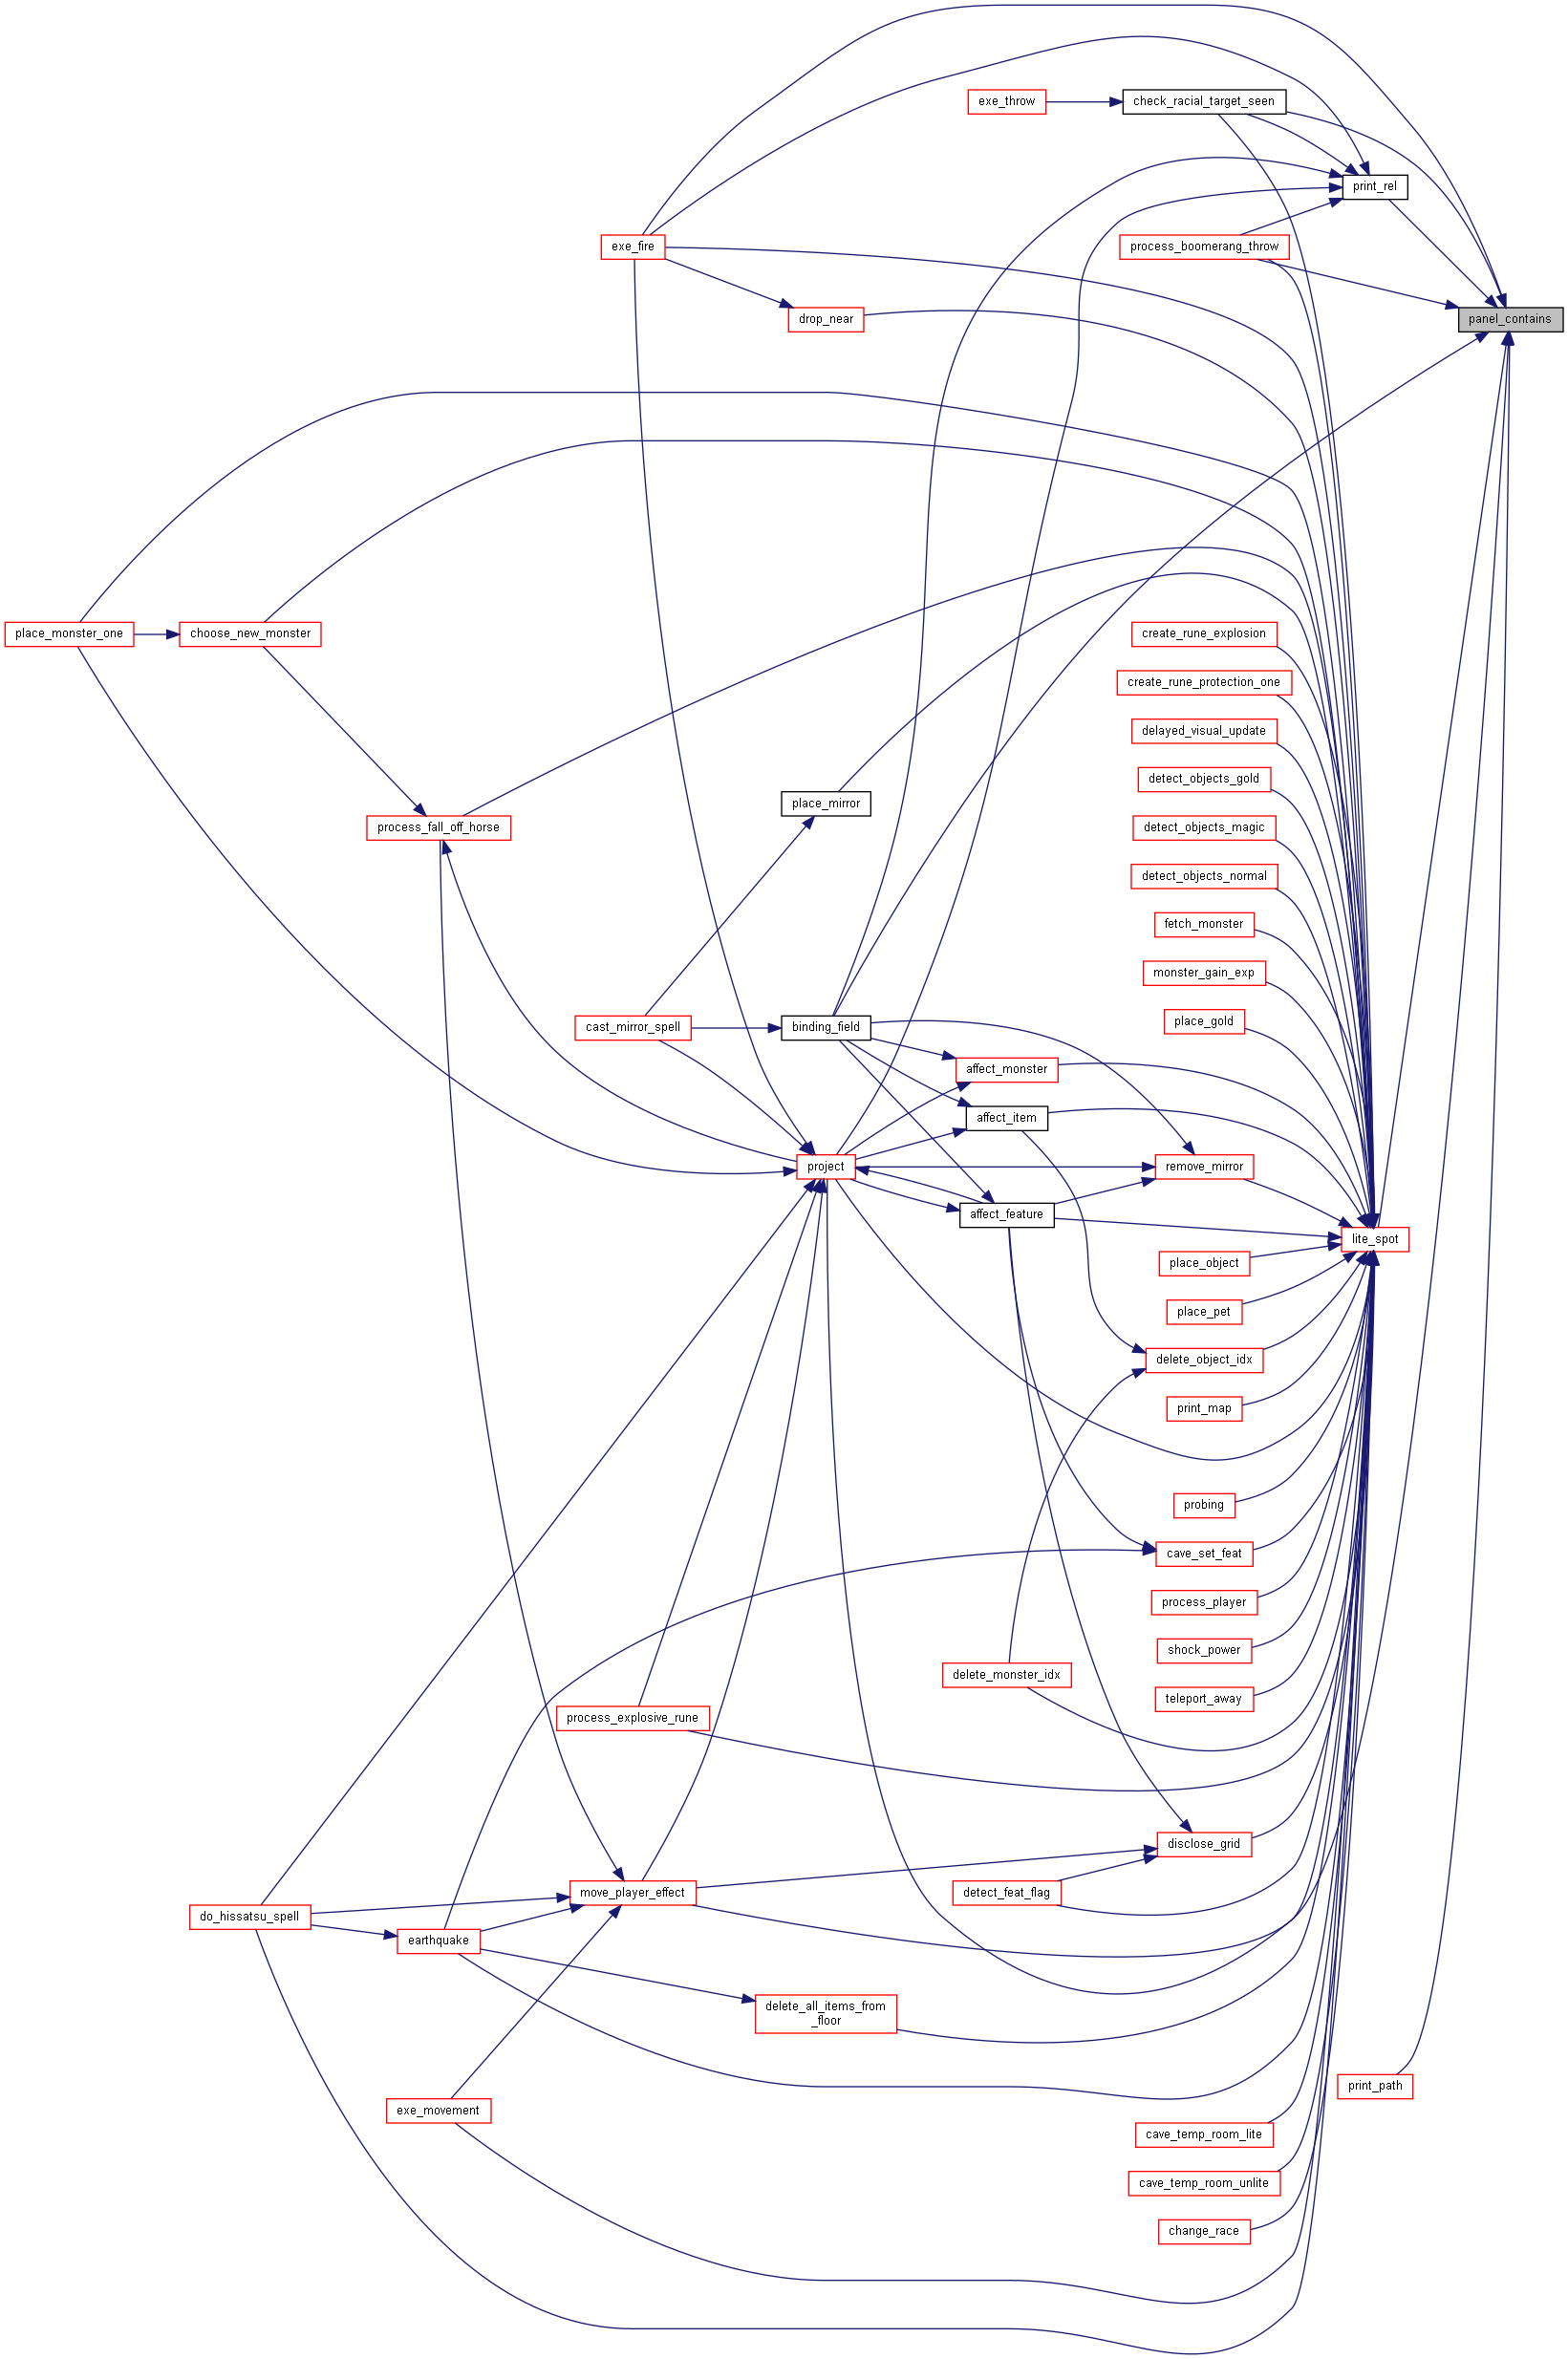 exe_throw
check_racial_target_seen
print_rel
exe_fire
process_boomerang_throw
drop_near
panel_contains
place_monster_one
choose_new_monster
create_rune_explosion
create_rune_protection_one
delayed_visual_update
detect_objects_gold
place_mirror
process_fall_off_horse
detect_objects_magic
detect_objects_normal
fetch_monster
monster_gain_exp
place_gold
cast_mirror_spell
binding_field
affect_monster
affect_item
project
remove_mirror
affect_feature
lite_spot
place_object
place_pet
delete_object_idx
print_map
probing
cave_set_feat
process_player
shock_power
delete_monster_idx
teleport_away
process_explosive_rune
disclose_grid
move_player_effect
detect_feat_flag
do_hissatsu_spell
earthquake
delete_all_items_from
_floor
print_path
exe_movement
cave_temp_room_lite
cave_temp_room_unlite
change_race